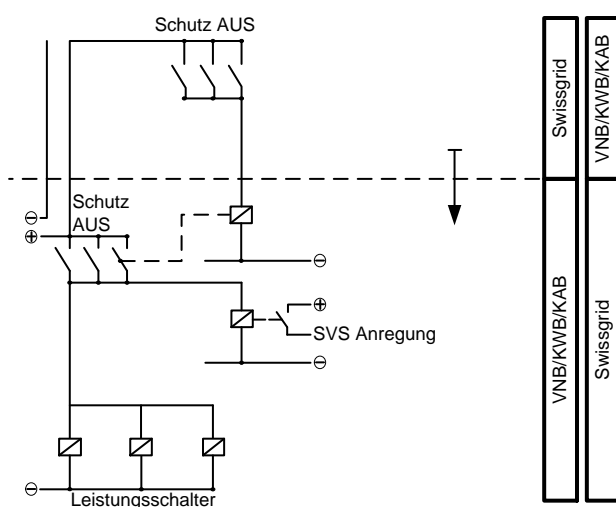 Schutz AUS
Swissgrid
VNB/KWB/KAB
Schutz
AUS
SVS Anregung
VNB/KWB/KAB
Swissgrid
Leistungsschalter